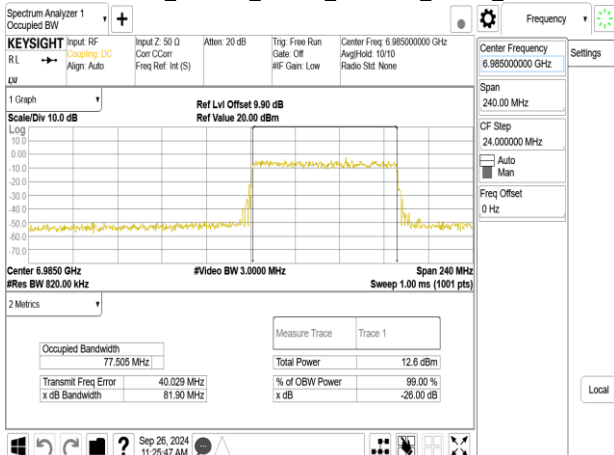 Spectrum Analyzer 1
Occupied BW
+
Frequency
KEYSIGHT
RL
LXI
Input: RF
Coupling: DC
Align: Auto
Input Z: 50 Ω
Corr CCorr
Freq Ref: Int (S)
Atten: 20 dB
Trig: Free Run
Gate: Off
#IF Gain: Low
Center Freq: 6.985000000 GHz
Avg|Hold: 10/10
Radio Std: None
Center Frequency
6.985000000 GHz
Settings
Span
240.00 MHz
CF Step
24.000000 MHz
Auto
Man
Freq Offset
0 Hz
Local
1 Graph
Scale/Div 10.0 dB
Ref Lvl Offset 9.90 dB
Ref Value 20.00 dBm
Log
10.0
0.00
-10.0
-20.0
-30.0
-40.0
-50.0
-60.0
-70.0
Center 6.9850 GHz
#Video BW 3.0000 MHz
Span 240 MHz
#Res BW 820.00 kHz
Sweep 1.00 ms (1001 pts)
2 Metrics
Measure Trace Trace 1
Occupied Bandwidth
77.505 MHz
Total Power 12.6 dBm
Transmit Freq Error 40.029 MHz
% of OBW Power 99.00 %
x dB Bandwidth 81.90 MHz
x dB -26.00 dB
?
Sep 26, 2024
11:25:47 AM